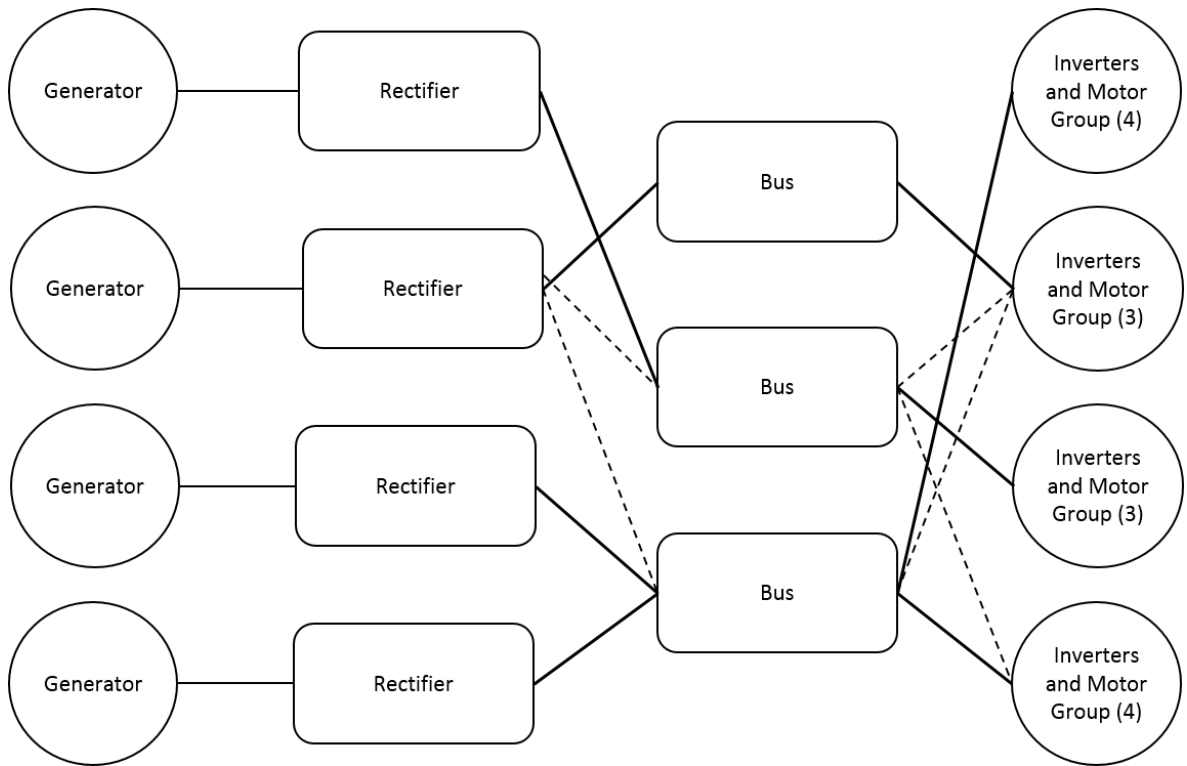 Generator
Rectifier
Inverters
and Motor
Group (4)
Bus
Generator
Rectifier
Inverters
and Motor
Group (3)
Bus
Generator
Rectifier
Inverters
and Motor
Group (3)
Bus
Generator
Rectifier
Inverters
and Motor
Group (4)